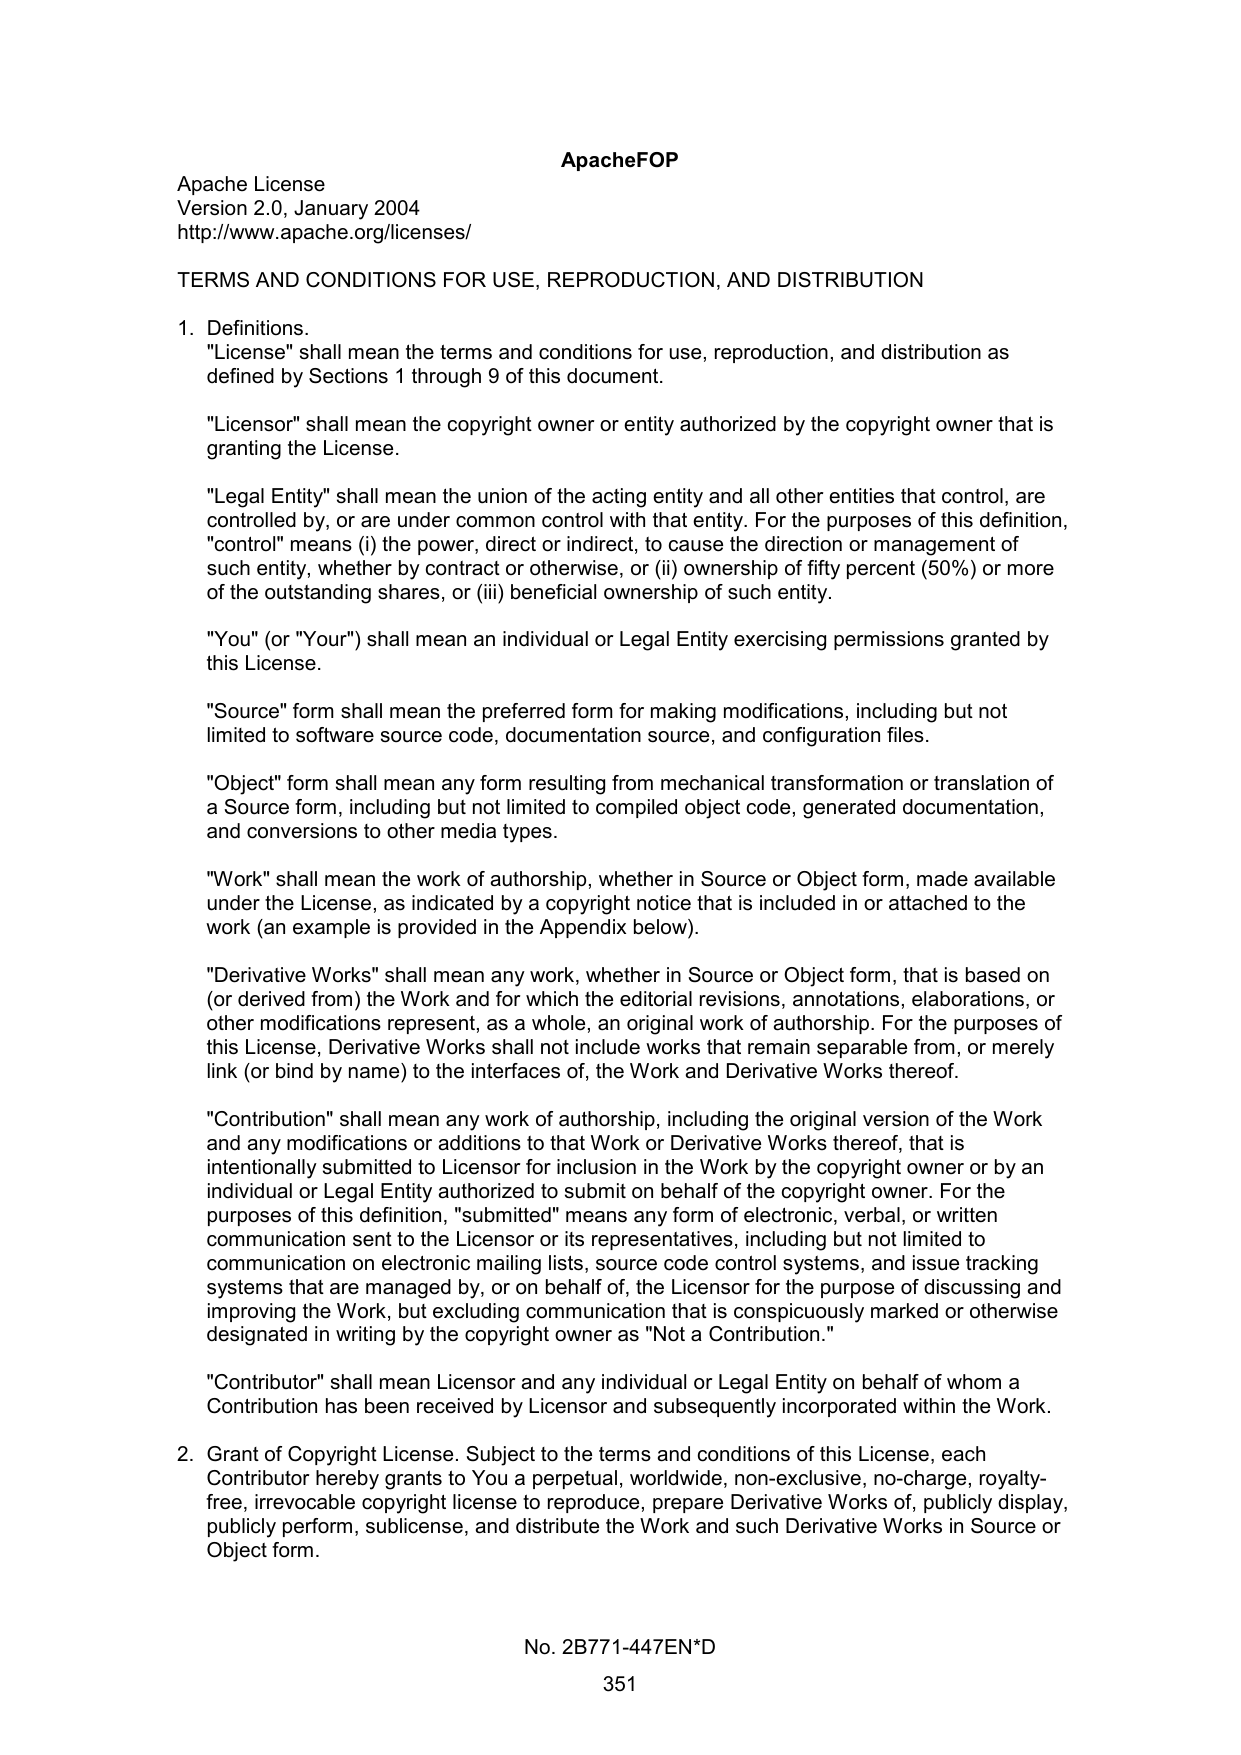 ApacheFOP
Apache License
Version 2.0, January 2004
http://www.apache.org/licenses/
TERMS AND CONDITIONS FOR USE, REPRODUCTION, AND DISTRIBUTION
1. Definitions.
"License" shall mean the terms and conditions for use, reproduction, and distribution as
defined by Sections 1 through 9 of this document.
"Licensor" shall mean the copyright owner or entity authorized by the copyright owner that is
granting the License.
"Legal Entity" shall mean the union of the acting entity and all other entities that control, are
controlled by, or are under common control with that entity. For the purposes of this definition,
"control" means (i) the power, direct or indirect, to cause the direction or management of
such entity, whether by contract or otherwise, or (ii) ownership of fifty percent (50%) or more
of the outstanding shares, or (iii) beneficial ownership of such entity.
"You" (or "Your") shall mean an individual or Legal Entity exercising permissions granted by
this License.
"Source" form shall mean the preferred form for making modifications, including but not
limited to software source code, documentation source, and configuration files.
"Object" form shall mean any form resulting from mechanical transformation or translation of
a Source form, including but not limited to compiled object code, generated documentation,
and conversions to other media types.
"Work" shall mean the work of authorship, whether in Source or Object form, made available
under the License, as indicated by a copyright notice that is included in or attached to the
work (an example is provided in the Appendix below).
"Derivative Works" shall mean any work, whether in Source or Object form, that is based on
(or derived from) the Work and for which the editorial revisions, annotations, elaborations, or
other modifications represent, as a whole, an original work of authorship. For the purposes of
this License, Derivative Works shall not include works that remain separable from, or merely
link (or bind by name) to the interfaces of, the Work and Derivative Works thereof.
"Contribution" shall mean any work of authorship, including the original version of the Work
and any modifications or additions to that Work or Derivative Works thereof, that is
intentionally submitted to Licensor for inclusion in the Work by the copyright owner or by an
individual or Legal Entity authorized to submit on behalf of the copyright owner. For the
purposes of this definition, "submitted" means any form of electronic, verbal, or written
communication sent to the Licensor or its representatives, including but not limited to
communication on electronic mailing lists, source code control systems, and issue tracking
systems that are managed by, or on behalf of, the Licensor for the purpose of discussing and
improving the Work, but excluding communication that is conspicuously marked or otherwise
designated in writing by the copyright owner as "Not a Contribution."
"Contributor" shall mean Licensor and any individual or Legal Entity on behalf of whom a
Contribution has been received by Licensor and subsequently incorporated within the Work.
2. Grant of Copyright License. Subject to the terms and conditions of this License, each
Contributor hereby grants to You a perpetual, worldwide, non-exclusive, no-charge, royalty-
free, irrevocable copyright license to reproduce, prepare Derivative Works of, publicly display,
publicly perform, sublicense, and distribute the Work and such Derivative Works in Source or
Object form.
No. 2B771-447EN*D
351